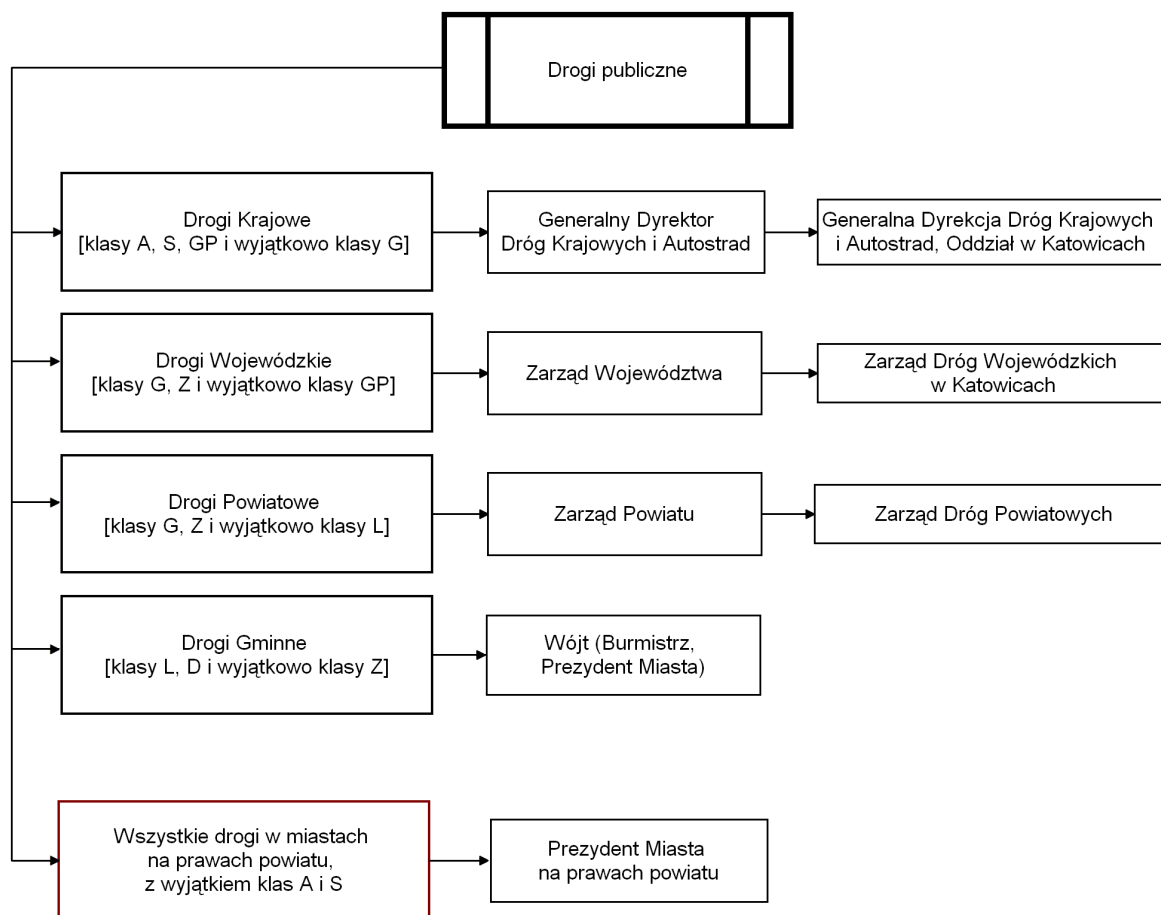 Drogi publiczne
Drogi Krajowe
[klasy A, S, GP i wyjątkowo klasy G]
Generalny Dyrektor
Dróg Krajowych i Autostrad
Generalna Dyrekcja Dróg Krajowych
i Autostrad, Oddział w Katowicach
Drogi Wojewódzkie
[klasy G, Z i wyjątkowo klasy GP]
Zarząd Województwa
Zarząd Dróg Wojewódzkich
w Katowicach
Drogi Powiatowe
[klasy G, Z i wyjątkowo klasy L]
Zarząd Powiatu
Zarząd Dróg Powiatowych
Drogi Gminne
[klasy L, D i wyjątkowo klasy Z]
Wójt (Burmistrz,
Prezydent Miasta)
Wszystkie drogi w miastach
na prawach powiatu,
z wyjątkiem klas A i S
Prezydent Miasta
na prawach powiatu